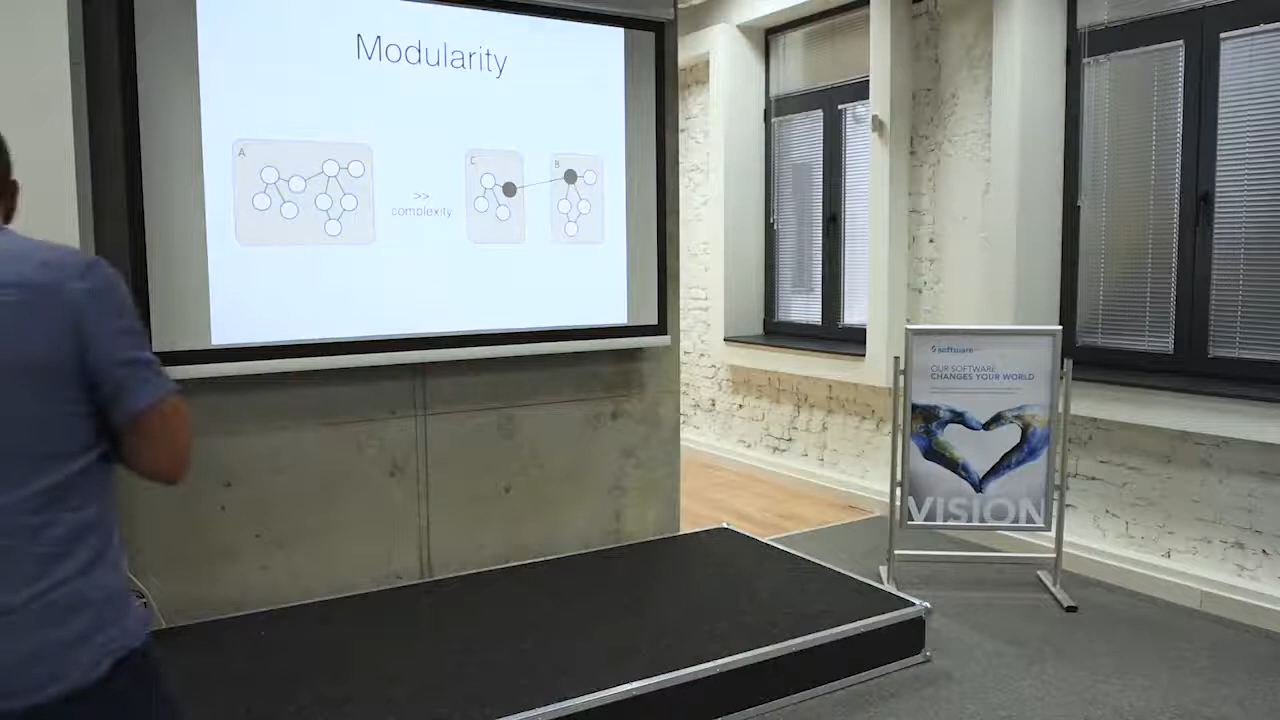 Modularity
A
>>
complexity
C
B
software
OUR SOFTWARE
CHANGES YOUR WORLD
VISION